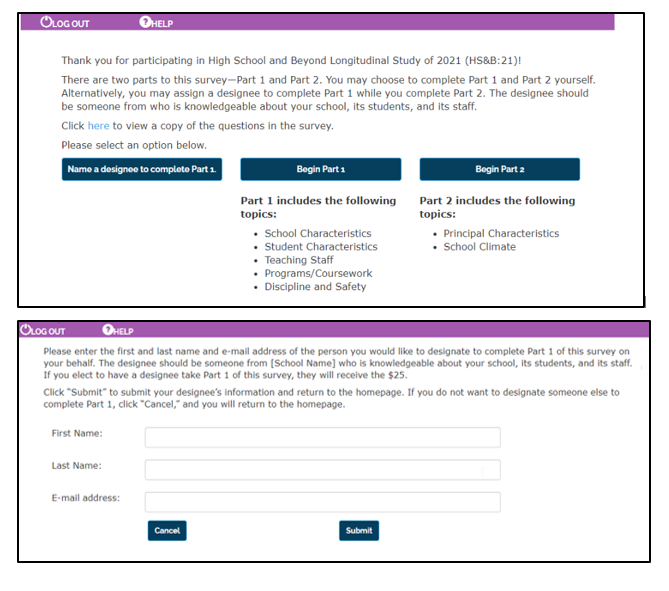 LOG OUT HELP
Thank you for participating in High School and Beyond Longitudinal Study of 2021 (HS&B:21)!
There are two parts to this survey—Part 1 and Part 2. You may choose to complete Part 1 and Part 2 yourself.
Alternatively, you may assign a designee to complete Part 1 while you complete Part 2. The designee should
be someone from who is knowledgeable about your school, its students, and its staff.
Click here to view a copy of the questions in the survey.
Please select an option below.
Name a designee to complete Part 1. Begin Part 1 Begin Part 2
Part 1 includes the following
topics:
• School Characteristics
• Student Characteristics
• Teaching Staff
• Programs/Coursework
• Discipline and Safety
Part 2 includes the following
topics:
• Principal Characteristics
• School Climate
LOG OUT HELP
Please enter the first and last name and e-mail address of the person you would like to designate to complete Part 1 of this survey on
your behalf. The designee should be someone from [School Name] who is knowledgeable about your school, its students, and its staff.
If you elect to have a designee take Part 1 of this survey, they will receive the $25.
Click "Submit" to submit your designee's information and return to the homepage. If you do not want to designate someone else to
complete Part 1, click "Cancel," and you will return to the homepage.
First Name:
Last Name:
E-mail address:
Cancel Submit